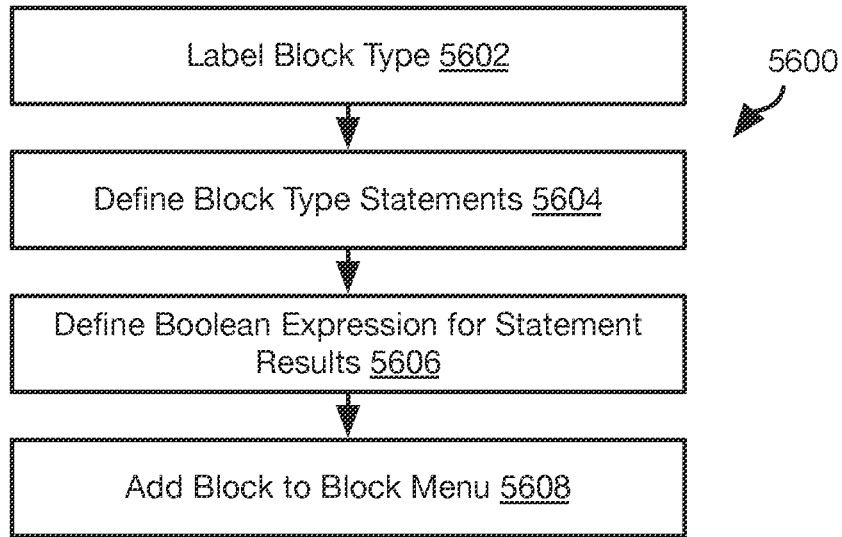 Label Block Type 5602
5600
Define Block Type Statements 5604
Define Boolean Expression for Statement
Results 5606
Add Block to Block Menu 5608